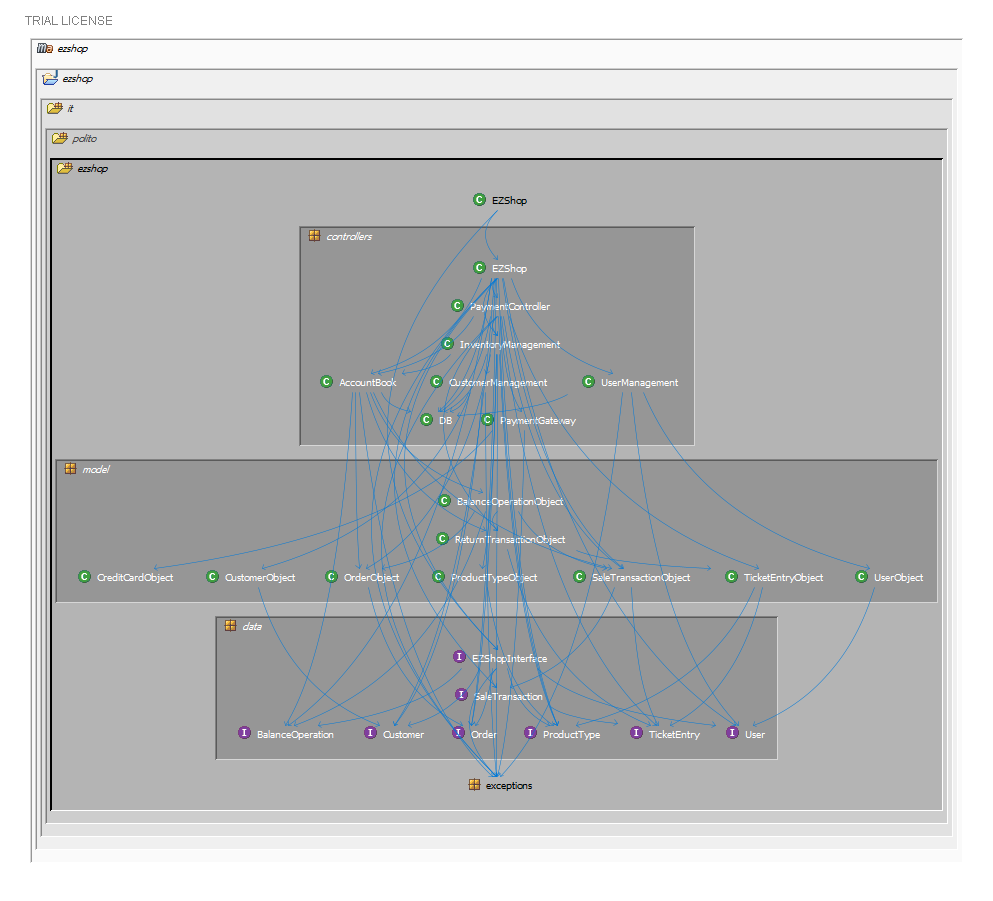 TRIAL LICENSE
ezshop
ezshop
it
polito
ezshop
C EZShop
controllers
C EZShop
C PaymentController
C InventoryManagement
C AccountBook C CustomerManagement C UserManagement
C DB C PaymentGateway
model
C BalanceOperationObject
C ReturnTransactionObject
C CreditCardObject C CustomerObject C OrderObject C ProductTypeObject C SaleTransactionObject C TicketEntryObject C UserObject
data
I EZShopInterface
I SaleTransaction
I BalanceOperation I Customer I Order I ProductType I TicketEntry I User
exceptions